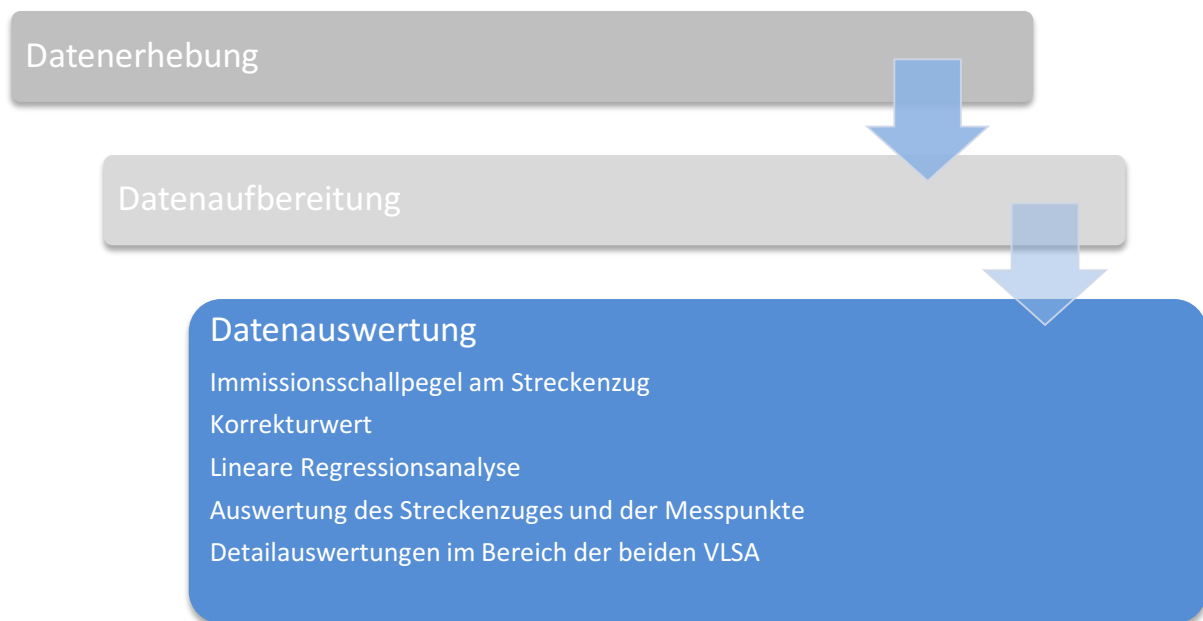 Datenerhebung
Datenaufbereitung
Datenauswertung
Immissionsschallpegel am Streckenzug
Korrekturwert
Lineare Regressionsanalyse
Auswertung des Streckenzuges und der Messpunkte
Detailauswertungen im Bereich der beiden VLSA